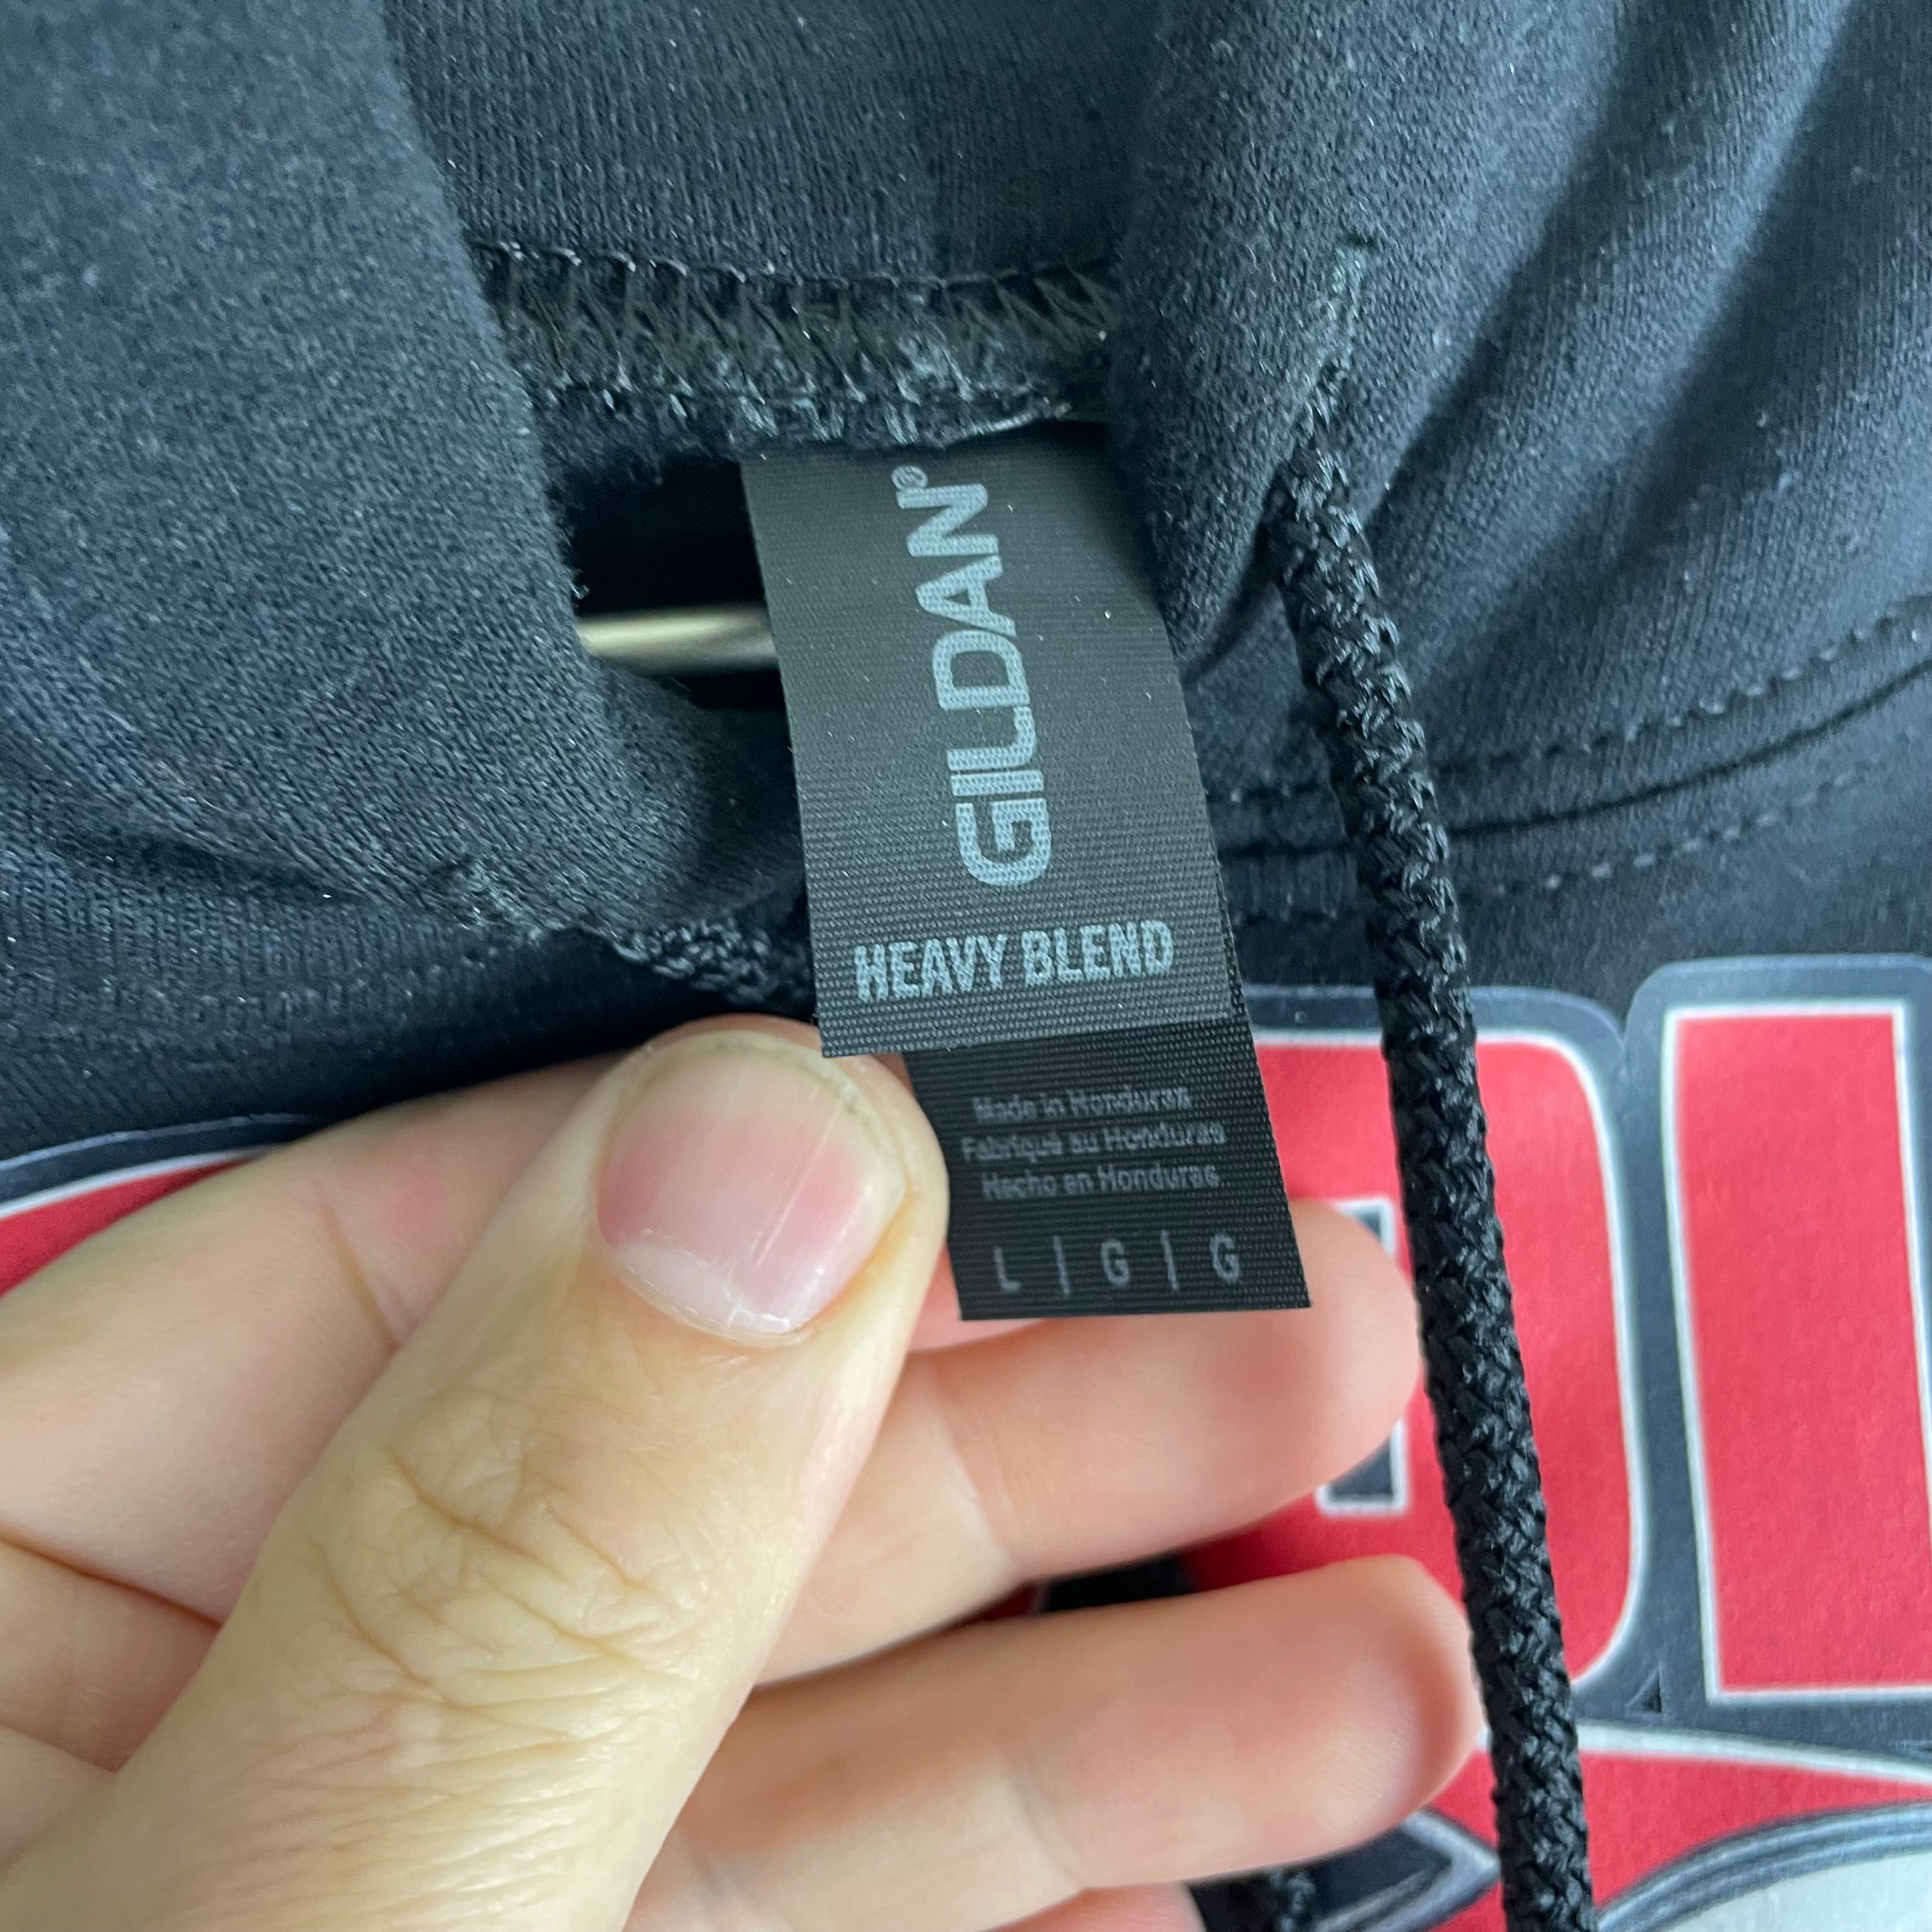 GILDAN®
HEAVY BLEND
Made in Honduras
Fabriqué au Honduras
Hecho en Honduras
L | G | G